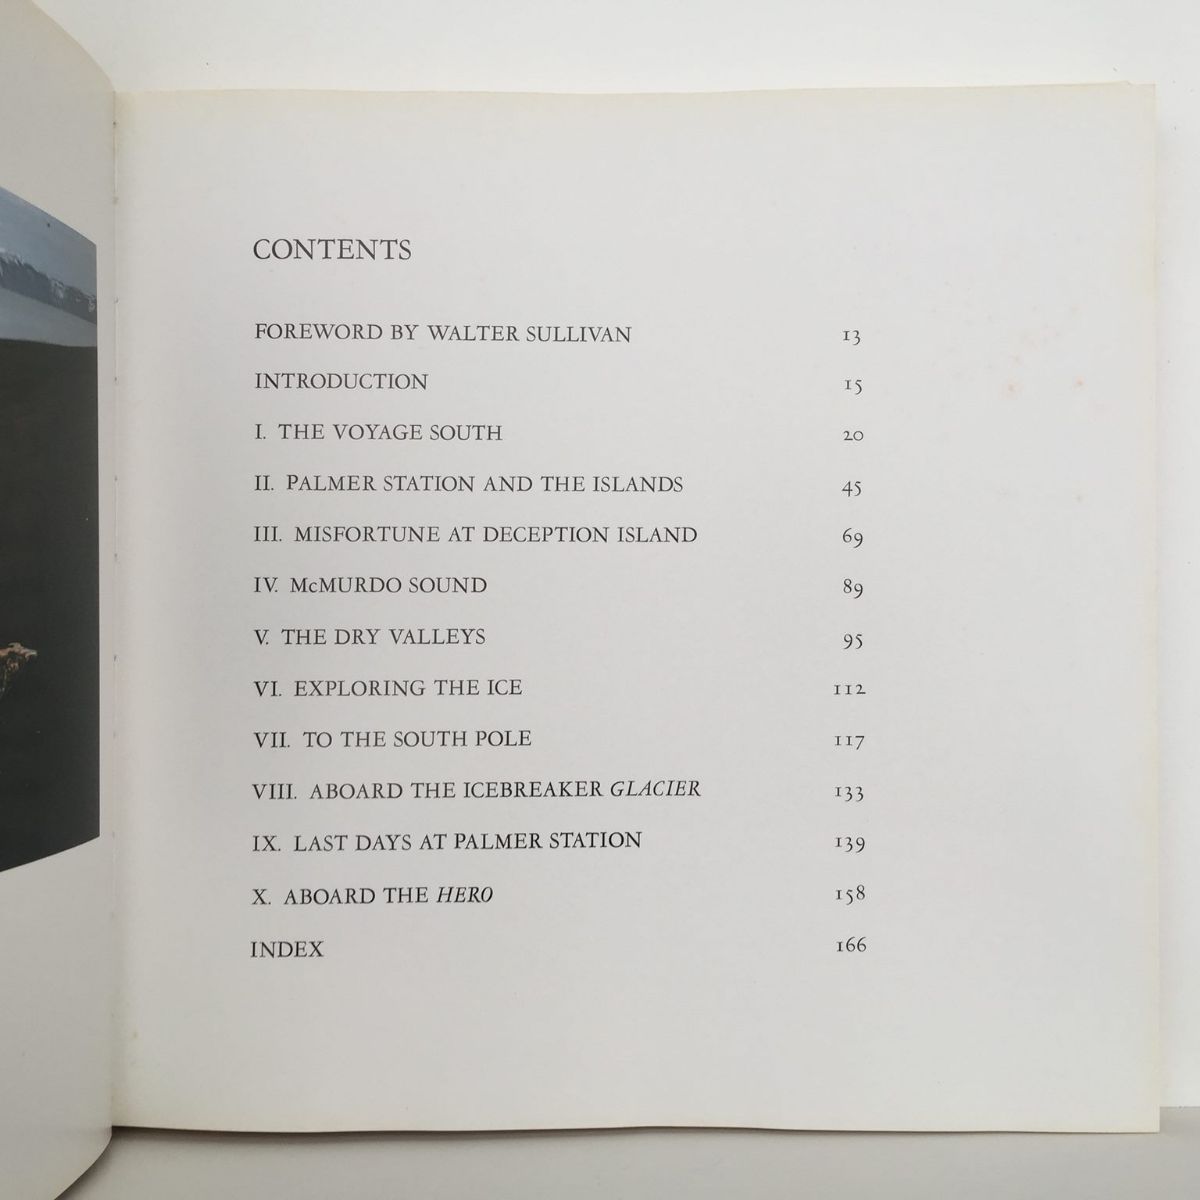 CONTENTS
FOREWORD BY WALTER SULLIVAN 13
INTRODUCTION 15
I. THE VOYAGE SOUTH 20
II. PALMER STATION AND THE ISLANDS 45
III. MISFORTUNE AT DECEPTION ISLAND 69
IV. McMURDO SOUND 89
V. THE DRY VALLEYS 95
VI. EXPLORING THE ICE 112
VII. TO THE SOUTH POLE 117
VIII. ABOARD THE ICEBREAKER GLACIER 133
IX. LAST DAYS AT PALMER STATION 139
X. ABOARD THE HERO 158
INDEX 166